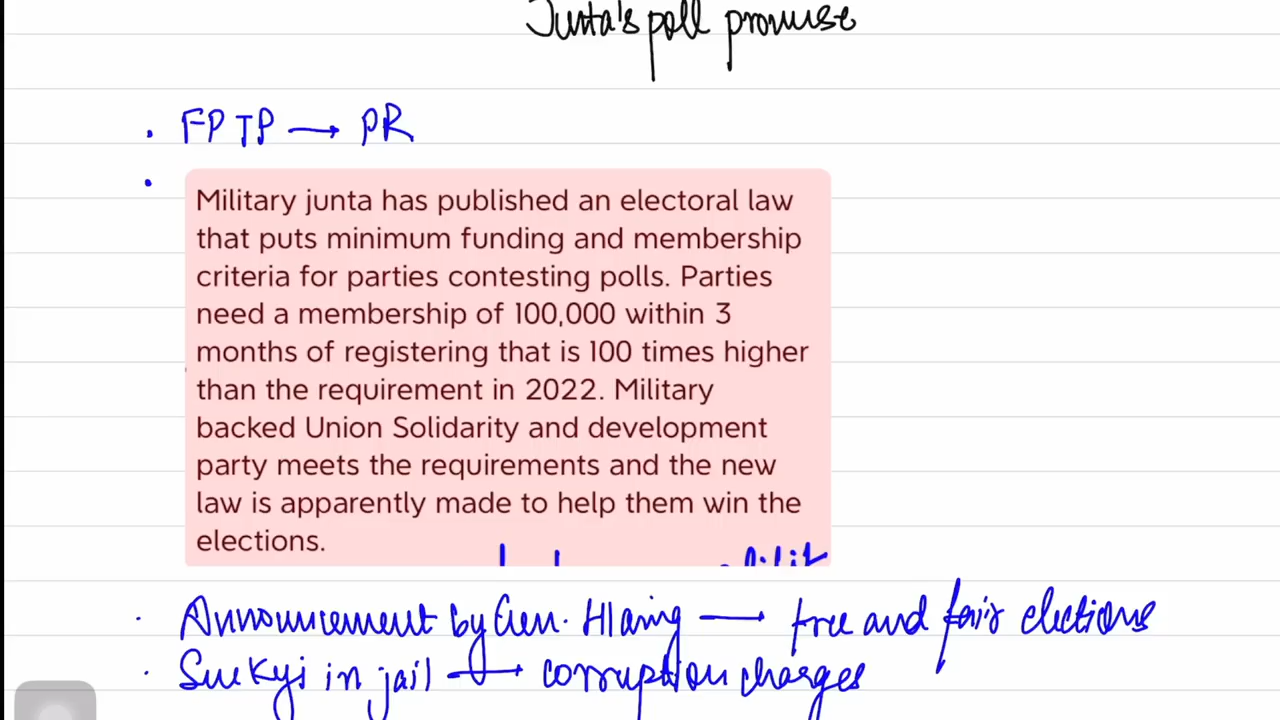 Junta's poll promise
. FPTP → PR
.
Military junta has published an electoral law
that puts minimum funding and membership
criteria for parties contesting polls. Parties
need a membership of 100,000 within 3
months of registering that is 100 times higher
than the requirement in 2022. Military
backed Union Solidarity and development
party meets the requirements and the new
law is apparently made to help them win the
elections.
. Announcement by Gen. Hlaing → free and fair elections
. Suu Kyi in jail → corruption charges